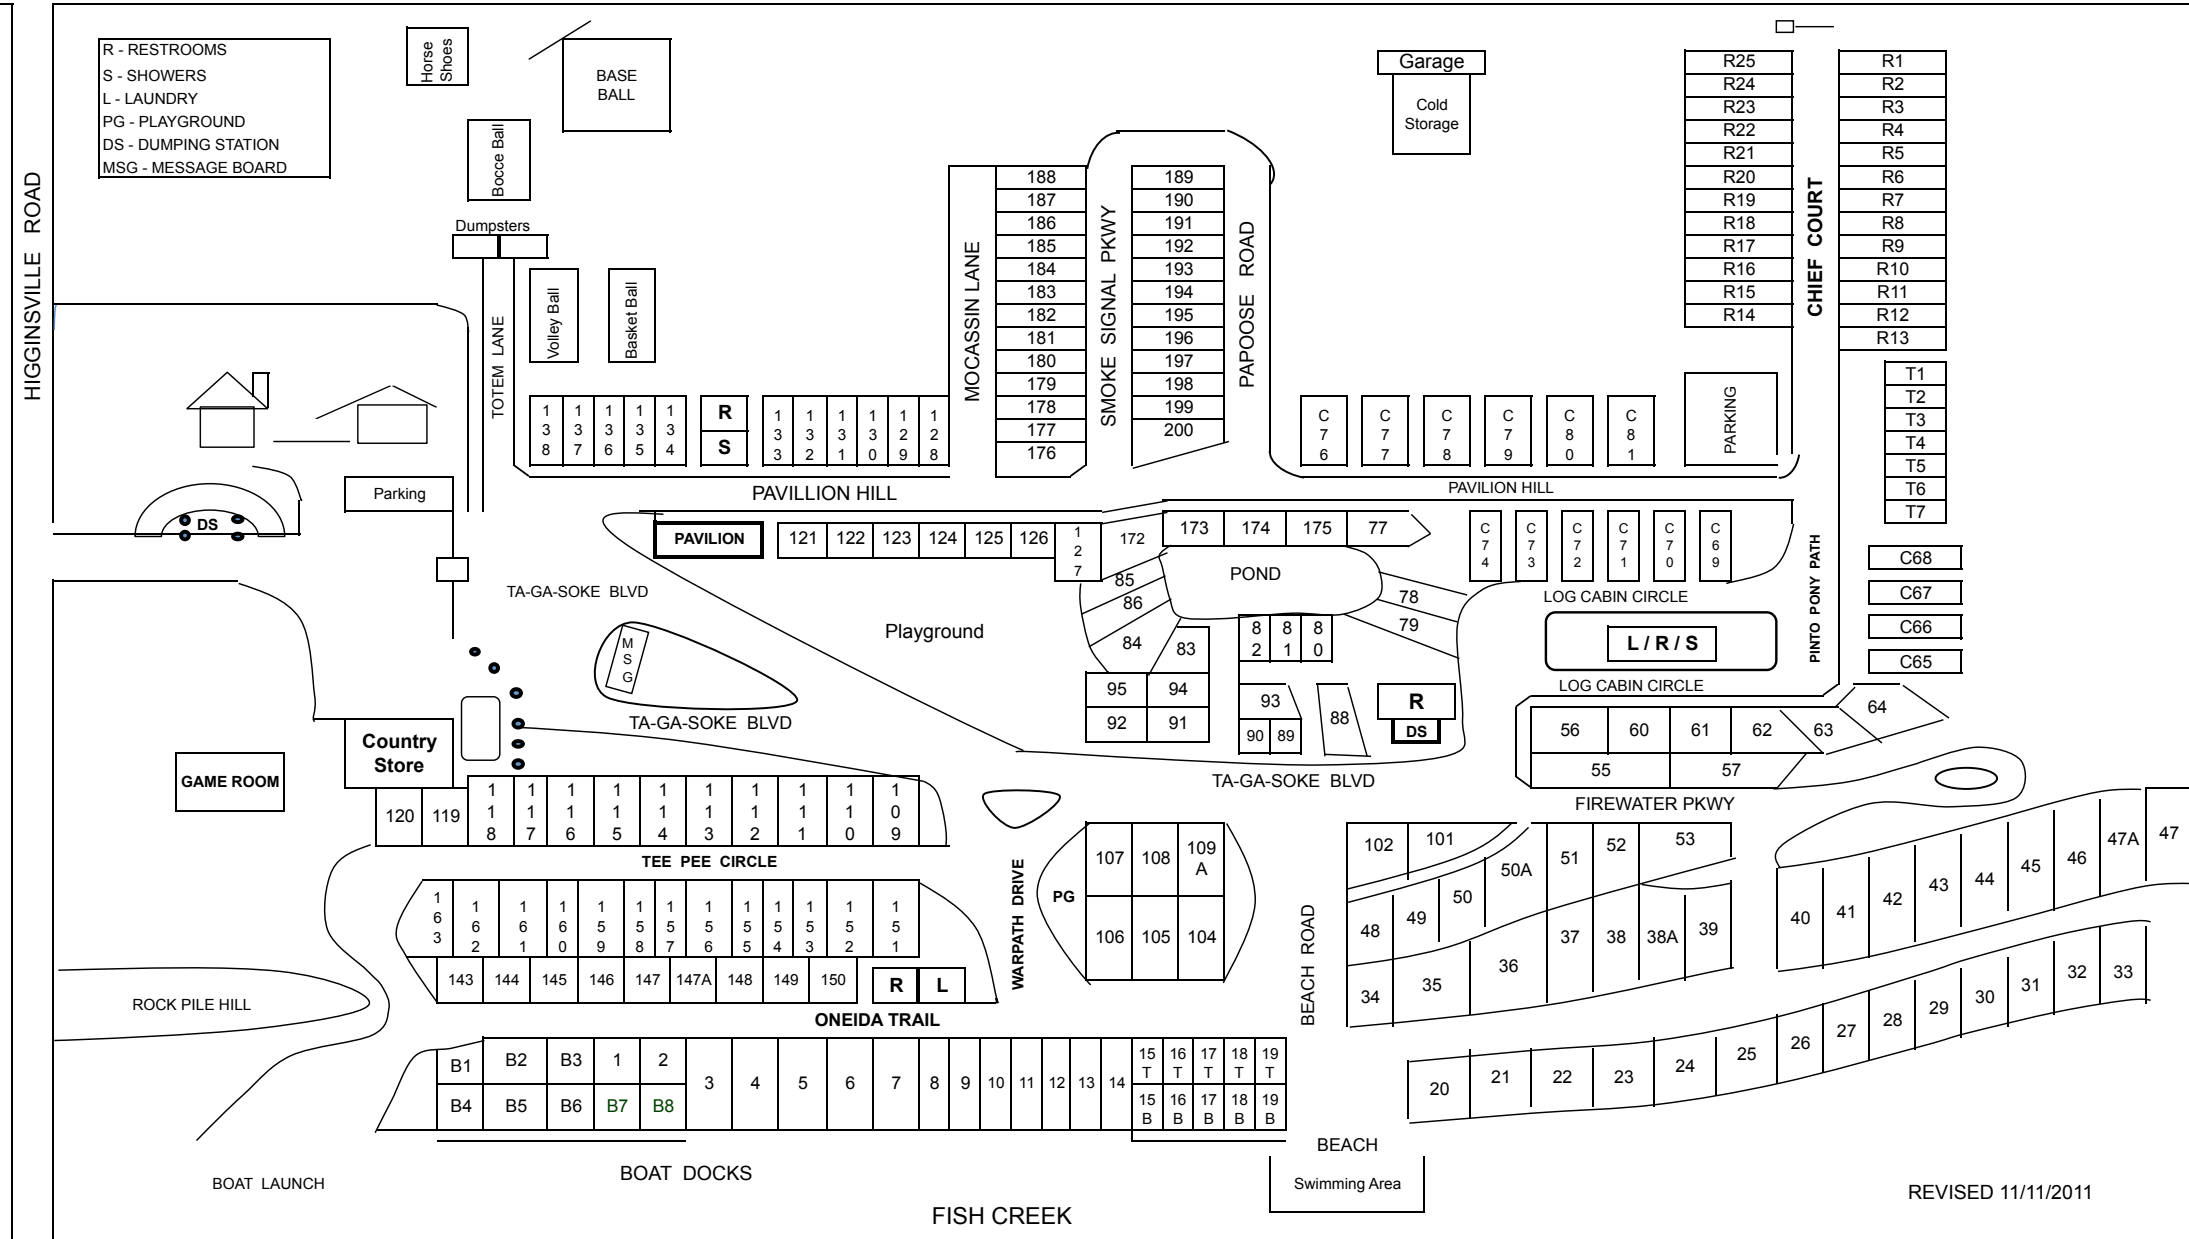 R - RESTROOMS
S - SHOWERS
L - LAUNDRY
PG - PLAYGROUND
DS - DUMPING STATION
MSG - MESSAGE BOARD
HIGGINSVILLE ROAD
Horse
Shoes
BASE
BALL
Bocce Ball
Dumpsters
Volley Ball
Basket Ball
TOTEM LANE
Garage
Cold
Storage
MOCASSIN LANE
188
187
186
185
184
183
182
181
180
179
178
177
176
SMOKE SIGNAL PKWY
189
190
191
192
193
194
195
196
197
198
199
200
PAPOOSE ROAD
R25
R24
R23
R22
R21
R20
R19
R18
R17
R16
R15
R14
CHIEF COURT
R1
R2
R3
R4
R5
R6
R7
R8
R9
R10
R11
R12
R13
T1
T2
T3
T4
T5
T6
T7
138
137
136
135
134
R
S
133
132
131
130
129
128
C76
C77
C78
C79
C80
C81
PARKING
Parking
DS
PAVILLION HILL
PAVILION HILL
PAVILION
121
122
123
124
125
126
127
172
173
174
175
77
C74
C73
C72
C71
C70
C69
PINTO PONY PATH
C68
C67
C66
C65
TA-GA-SOKE BLVD
MSG
Playground
POND
85
86
84
83
78
79
82
81
80
LOG CABIN CIRCLE
L / R / S
LOG CABIN CIRCLE
95
94
92
91
93
90
89
88
R
DS
TA-GA-SOKE BLVD
TA-GA-SOKE BLVD
56
60
61
62
63
64
55
57
FIREWATER PKWY
GAME ROOM
Country
Store
120
119
118
117
116
115
114
113
112
111
110
109
TEE PEE CIRCLE
163
162
161
160
159
158
157
156
155
154
153
152
151
143
144
145
146
147
147A
148
149
150
R
L
ONEIDA TRAIL
WARPATH DRIVE
PG
107
108
109
A
106
105
104
BEACH ROAD
102
101
50A
51
52
53
48
49
50
34
35
36
37
38
38A
39
40
41
42
43
44
45
46
47A
47
20
21
22
23
24
25
26
27
28
29
30
31
32
33
ROCK PILE HILL
B1
B2
B3
1
2
B4
B5
B6
B7
B8
3
4
5
6
7
8
9
10
11
12
13
14
15
T
16
T
17
T
18
T
19
T
15
B
16
B
17
B
18
B
19
B
BEACH
Swimming Area
BOAT LAUNCH
BOAT DOCKS
FISH CREEK
REVISED 11/11/2011